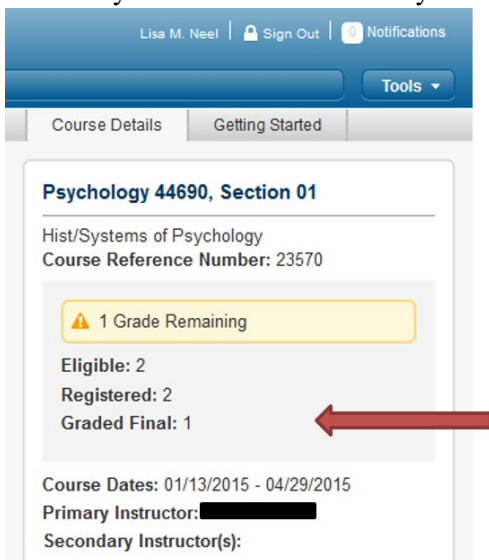 Lisa M. Neel | Sign Out | 0 Notifications
Tools
Course Details Getting Started
Psychology 44690, Section 01
Hist/Systems of Psychology
Course Reference Number: 23570
1 Grade Remaining
Eligible: 2
Registered: 2
Graded Final: 1
Course Dates: 01/13/2015 - 04/29/2015
Primary Instructor:
Secondary Instructor(s):